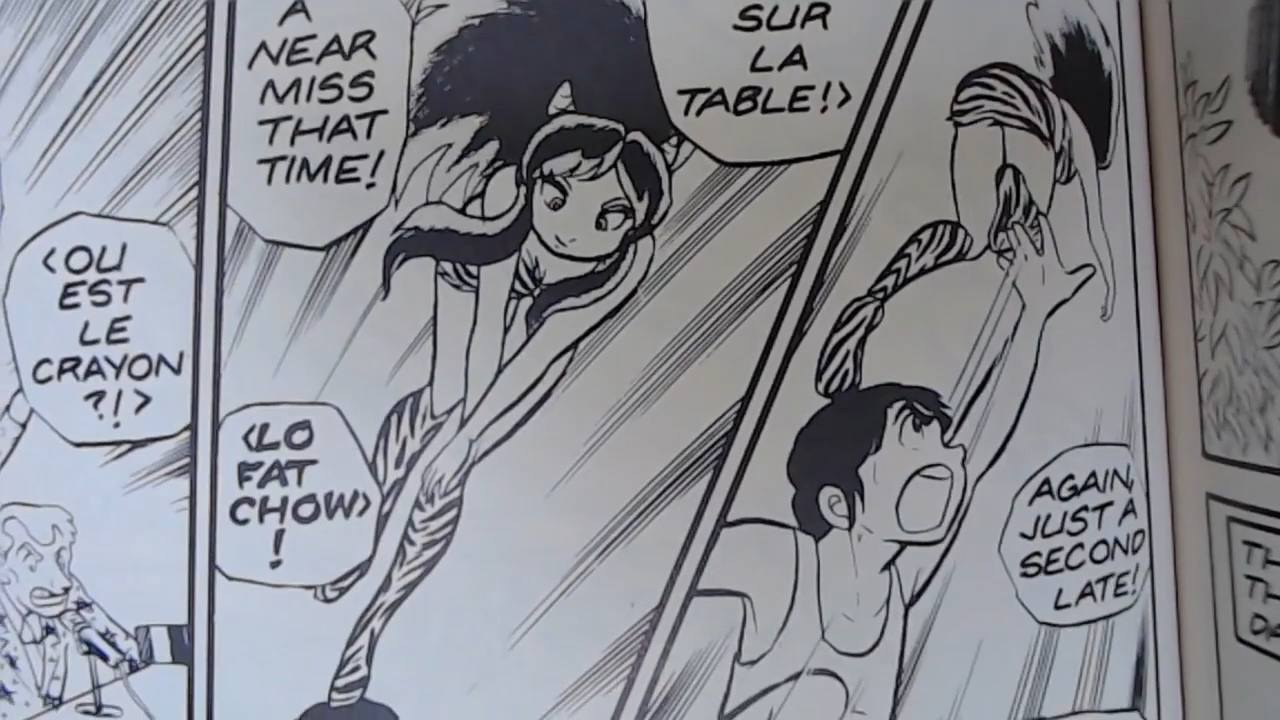 <OU
EST
LE
CRAYON
?!>
A
NEAR
MISS
THAT
TIME!
SUR
LA
TABLE!>
<LO
FAT
CHOW>
!
AGAIN,
JUST A
SECOND
LATE!